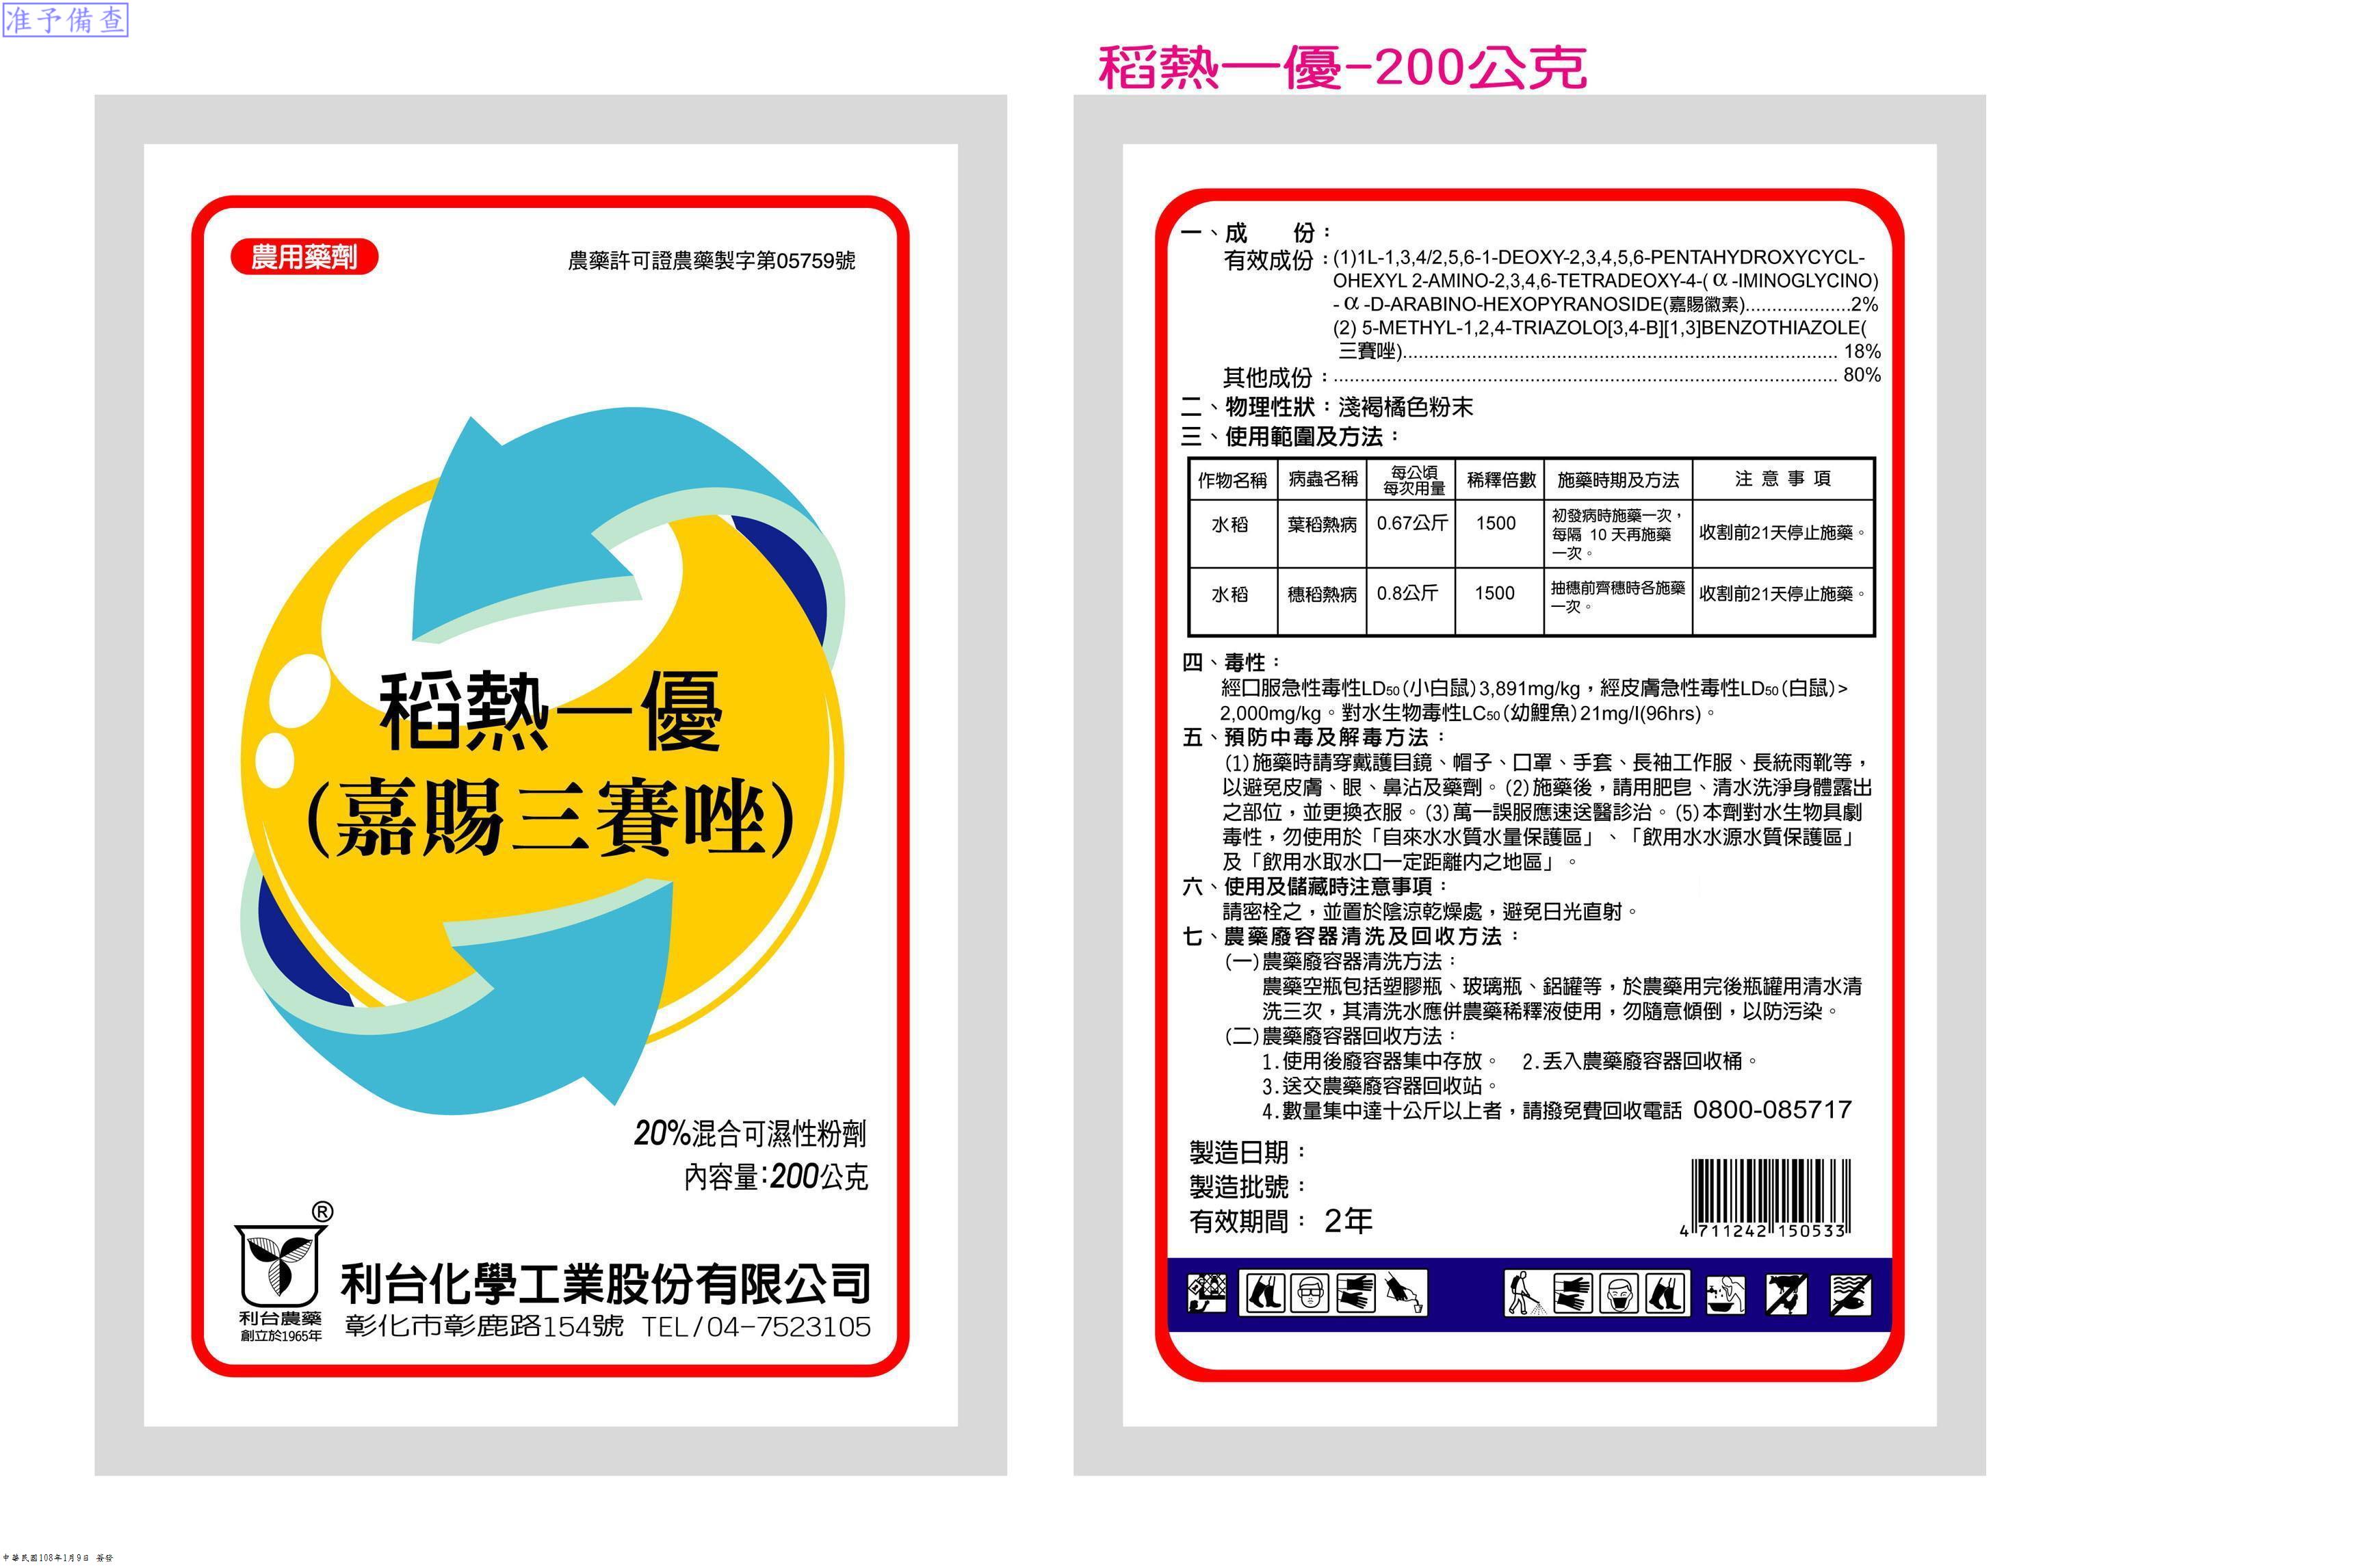 准予備查
稻熱一優-200公克
農用藥劑
農藥許可證農藥製字第05759號
稻熱一優
(嘉賜三賽唑)
20%混合可濕性粉劑
內容量:200公克
®
利台農藥
創立於1965年
利台化學工業股份有限公司
彰化市彰鹿路154號 TEL/04-7523105
一、成　份：
有效成份：(1)1L-1,3,4/2,5,6-1-DEOXY-2,3,4,5,6-PENTAHYDROXYCYCL-
OHEXYL 2-AMINO-2,3,4,6-TETRADEOXY-4-(α-IMINOGLYCINO)
-α-D-ARABINO-HEXOPYRANOSIDE(嘉賜黴素)....................2%
(2) 5-METHYL-1,2,4-TRIAZOLO[3,4-B][1,3]BENZOTHIAZOLE(
三賽唑)................................................................................ 18%
其他成份：............................................................................................... 80%
二、物理性狀：淺褐橘色粉末
三、使用範圍及方法：
作物名稱 病蟲名稱 每公頃每次用量 稀釋倍數 施藥時期及方法 注意事項
水稻 葉稻熱病 0.67公斤 1500 初發病時施藥一次，每隔 10 天再施藥一次。 收割前21天停止施藥。
水稻 穗稻熱病 0.8公斤 1500 抽穗前齊穗時各施藥一次。 收割前21天停止施藥。
四、毒性：
經口服急性毒性LD50(小白鼠)3,891mg/kg，經皮膚急性毒性LD50(白鼠)>
2,000mg/kg。對水生物毒性LC50(幼鯉魚)21mg/l(96hrs)。
五、預防中毒及解毒方法：
(1)施藥時請穿戴護目鏡、帽子、口罩、手套、長袖工作服、長統雨靴等，
以避免皮膚、眼、鼻沾及藥劑。(2)施藥後，請用肥皂、清水洗淨身體露出
之部位，並更換衣服。(3)萬一誤服應速送醫診治。(5)本劑對水生物具劇
毒性，勿使用於「自來水水質水量保護區」、「飲用水水源水質保護區」
及「飲用水取水口一定距離內之地區」。
六、使用及儲藏時注意事項：
請密栓之，並置於陰涼乾燥處，避免日光直射。
七、農藥廢容器清洗及回收方法：
(一)農藥廢容器清洗方法：
農藥空瓶包括塑膠瓶、玻璃瓶、鋁罐等，於農藥用完後瓶罐用清水清
洗三次，其清洗水應併農藥稀釋液使用，勿隨意傾倒，以防污染。
(二)農藥廢容器回收方法：
1.使用後廢容器集中存放。 2.丟入農藥廢容器回收桶。
3.送交農藥廢容器回收站。
4.數量集中達十公斤以上者，請撥免費回收電話 0800-085717
製造日期：
製造批號：
有效期間： 2年
4 711242 150533
中華民國108年1月9日 簽發